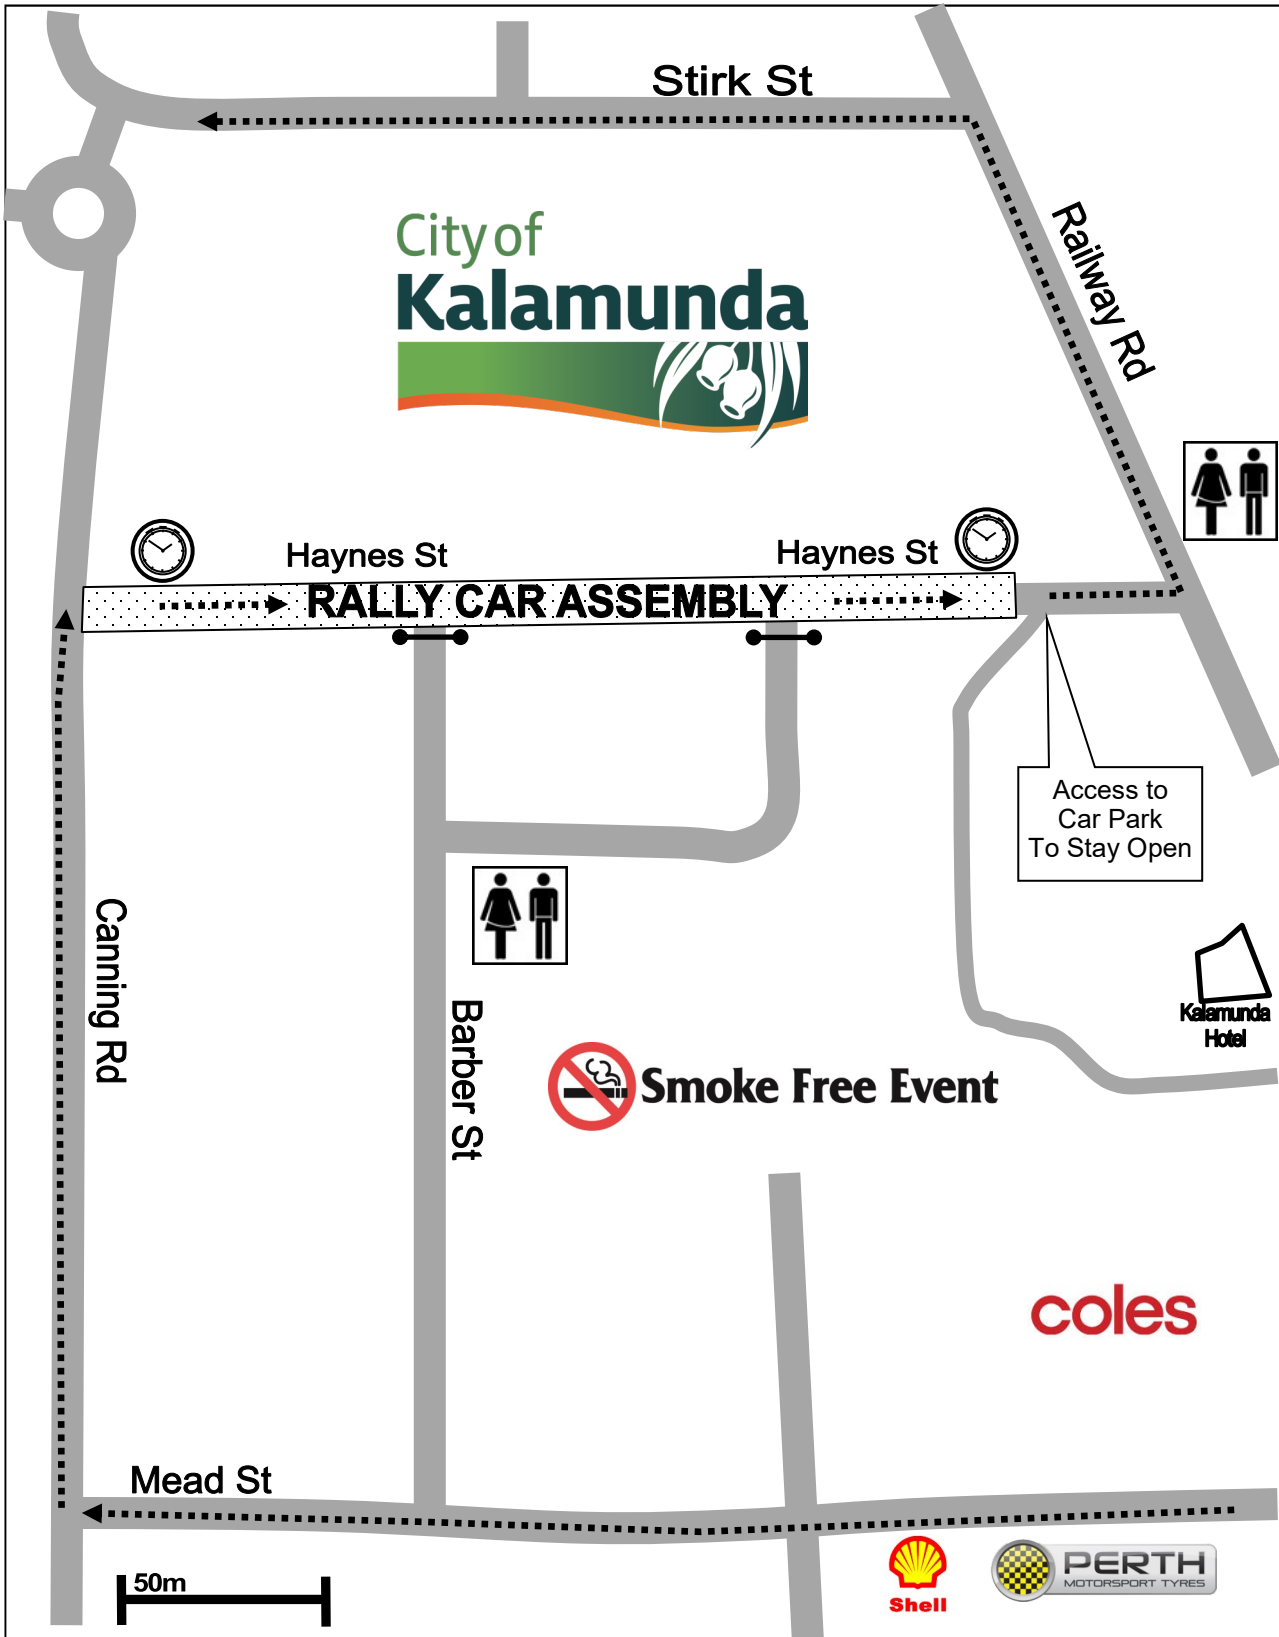 Stirk St
City of
Kalamunda
Railway Rd
Haynes St
Haynes St
RALLY CAR ASSEMBLY
Access to
Car Park
To Stay Open
Canning Rd
Barber St
Kalamunda
Hotel
Smoke Free Event
coles
Mead St
50m
Shell
PERTH
MOTORSPORT TYRES